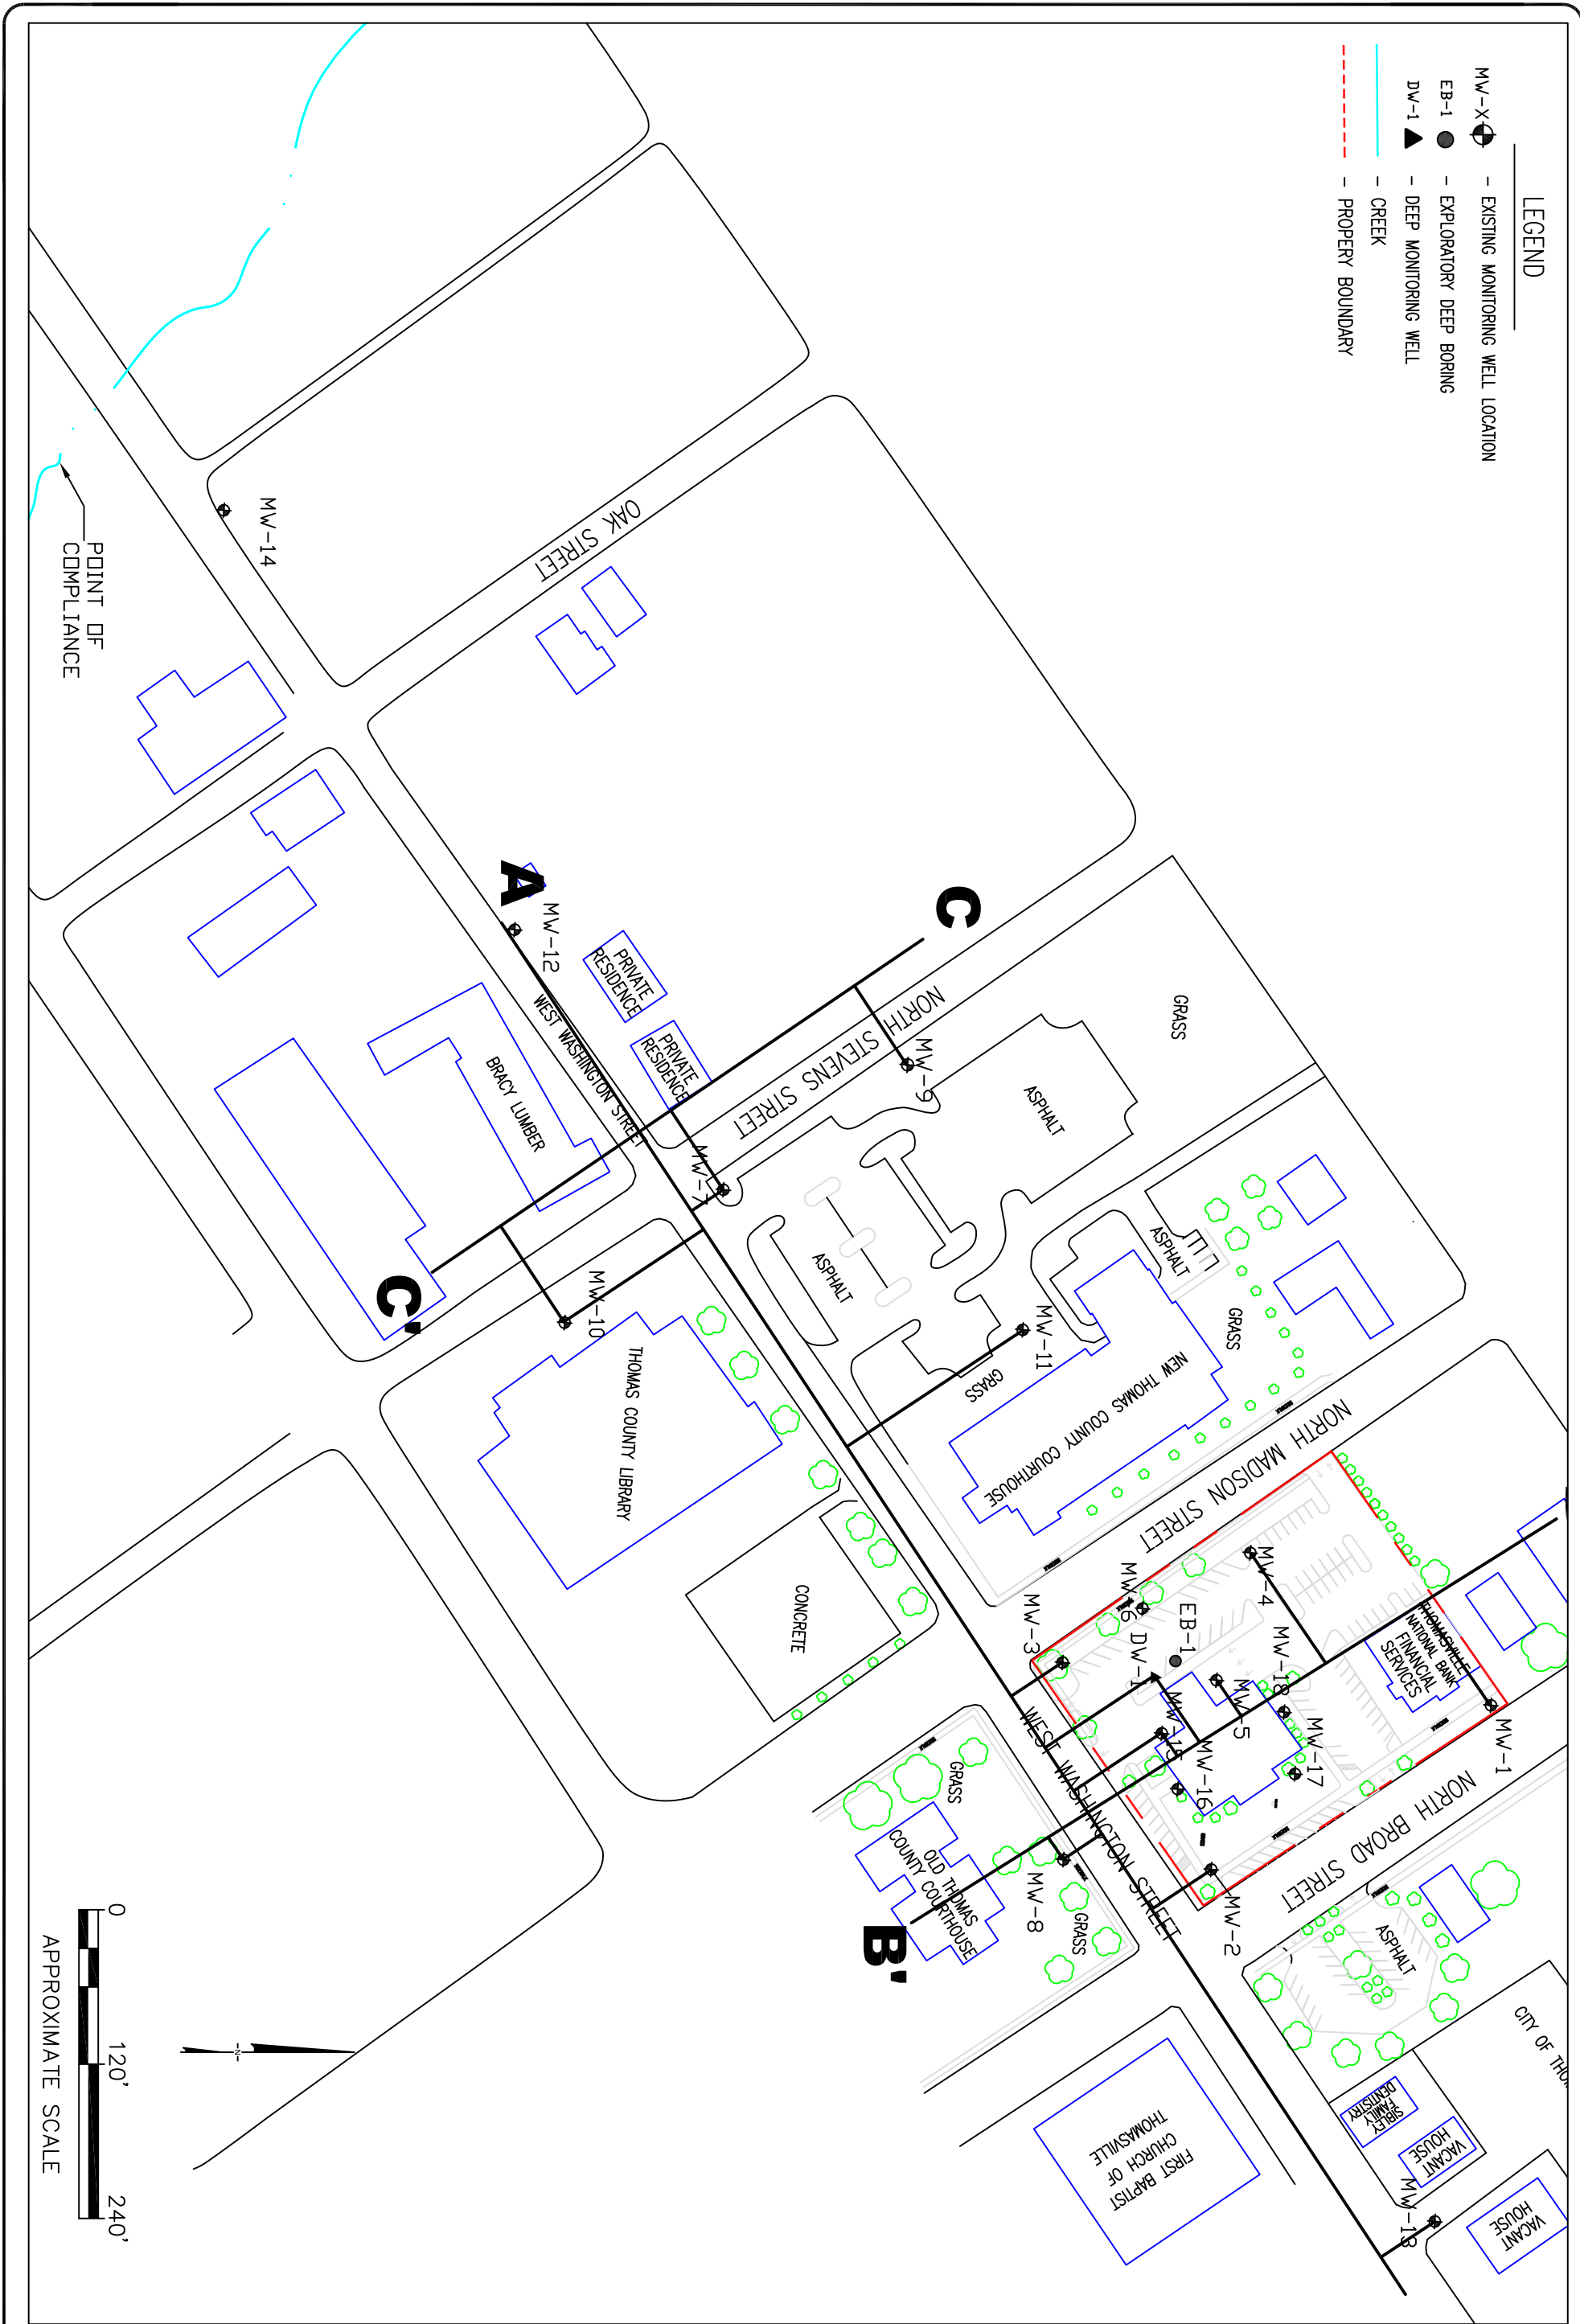 LEGEND
MW-X - EXISTING MONITORING WELL LOCATION
EB-1 - EXPLORATORY DEEP BORING
DW-1 - DEEP MONITORING WELL
- CREEK
- PROPERY BOUNDARY
MW-14
POINT OF
COMPLIANCE
OAK STREET
A
MW-12
PRIVATE
RESIDENCE
PRIVATE
RESIDENCE
WEST WASHINGTON STREET
BRACY LUMBER
C
NORTH STEVENS STREET
MW-9
GRASS
ASPHALT
MW-7
ASPHALT
ASPHALT
GRASS
C'
MW-10
THOMAS COUNTY LIBRARY
MW-11
GRASS
NEW THOMAS COUNTY COURTHOUSE
NORTH MADISON STREET
CONCRETE
MW-3
MW-6
DW-1
EB-1
MW-4
MW-18
MW-5
MW-15
MW-16
MW-17
THOMASVILLE
NATIONAL BANK
FINANCIAL
SERVICES
MW-1
WEST WASHINGTON STREET
NORTH BROAD STREET
MW-2
GRASS
OLD THOMAS
COUNTY COURTHOUSE
MW-8
GRASS
B'
ASPHALT
CITY OF
SIBLEY
FAMILY
DENTISTRY
VACANT
HOUSE
VACANT
HOUSE
MW-13
FIRST BAPTIST
CHURCH OF
THOMASVILLE
N
0 120' 240'
APPROXIMATE SCALE